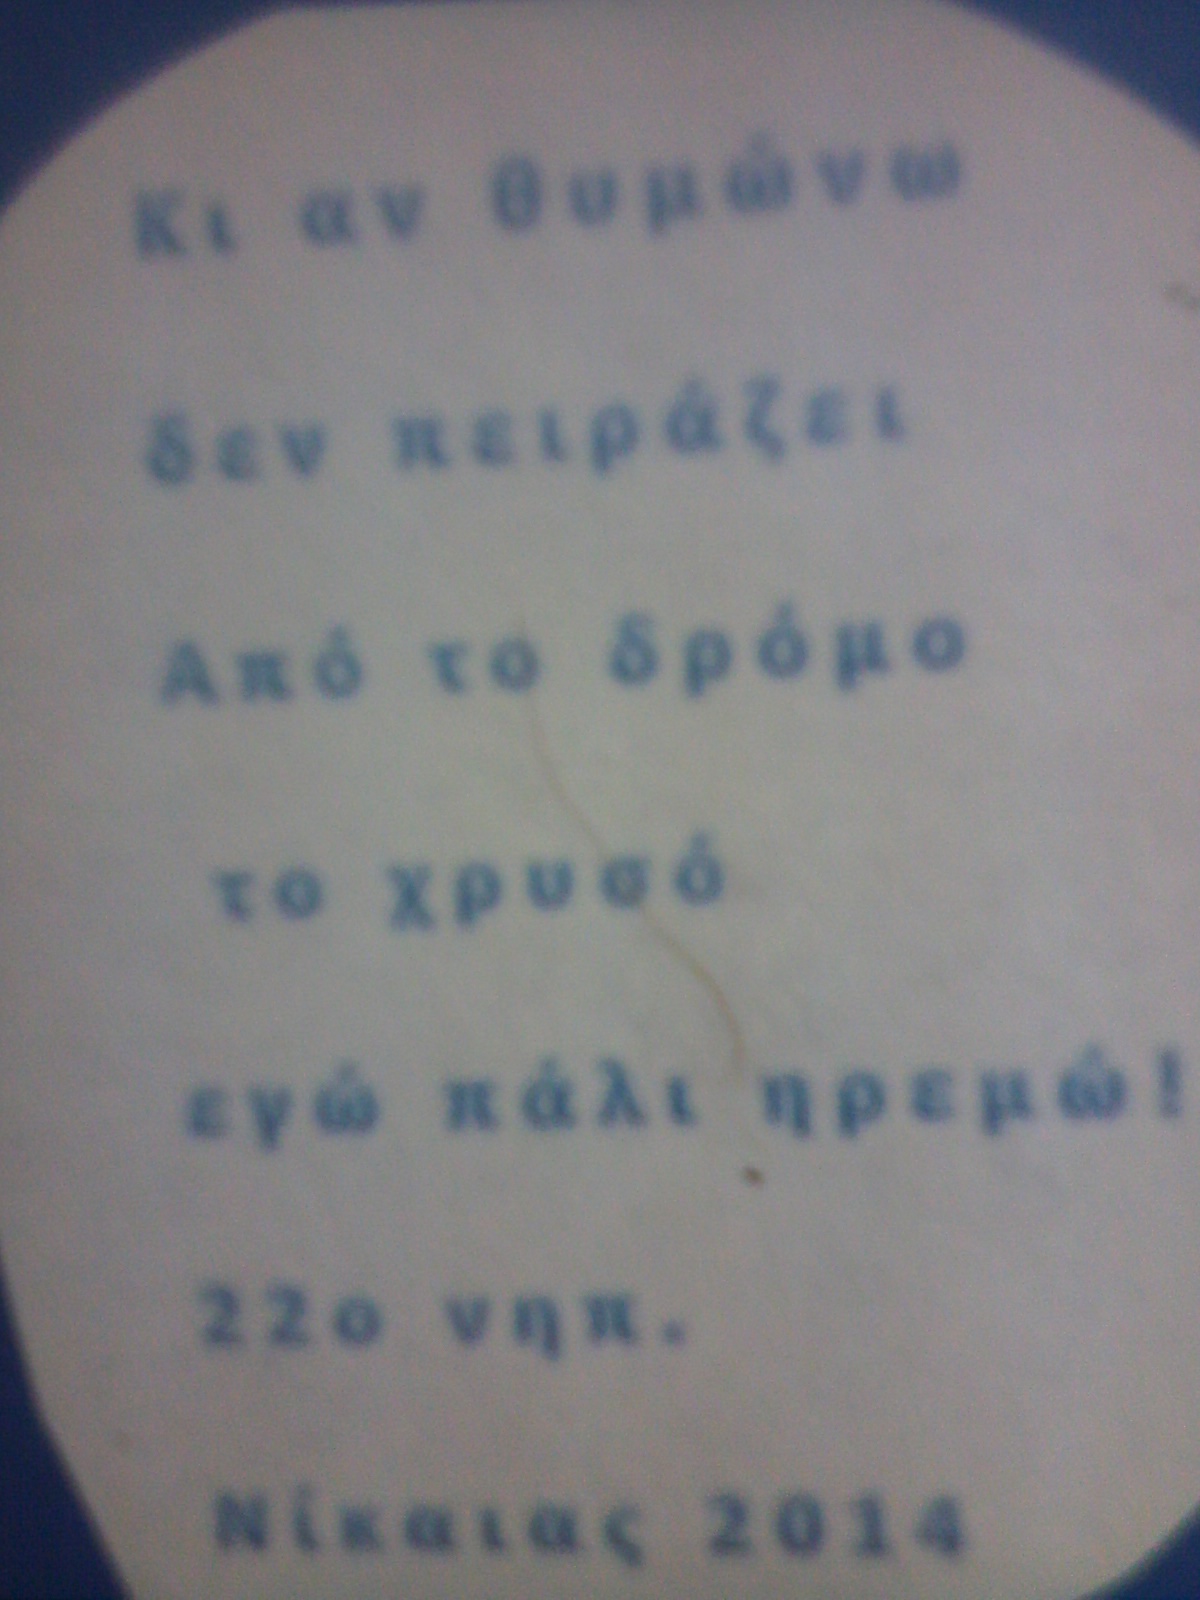 Κι αν θυμώνω
δεν πειράζει
Από το δρόμο
το χρυσό
εγώ πάλι ηρεμώ!
22ο νηπ.
Νίκαιας 2014